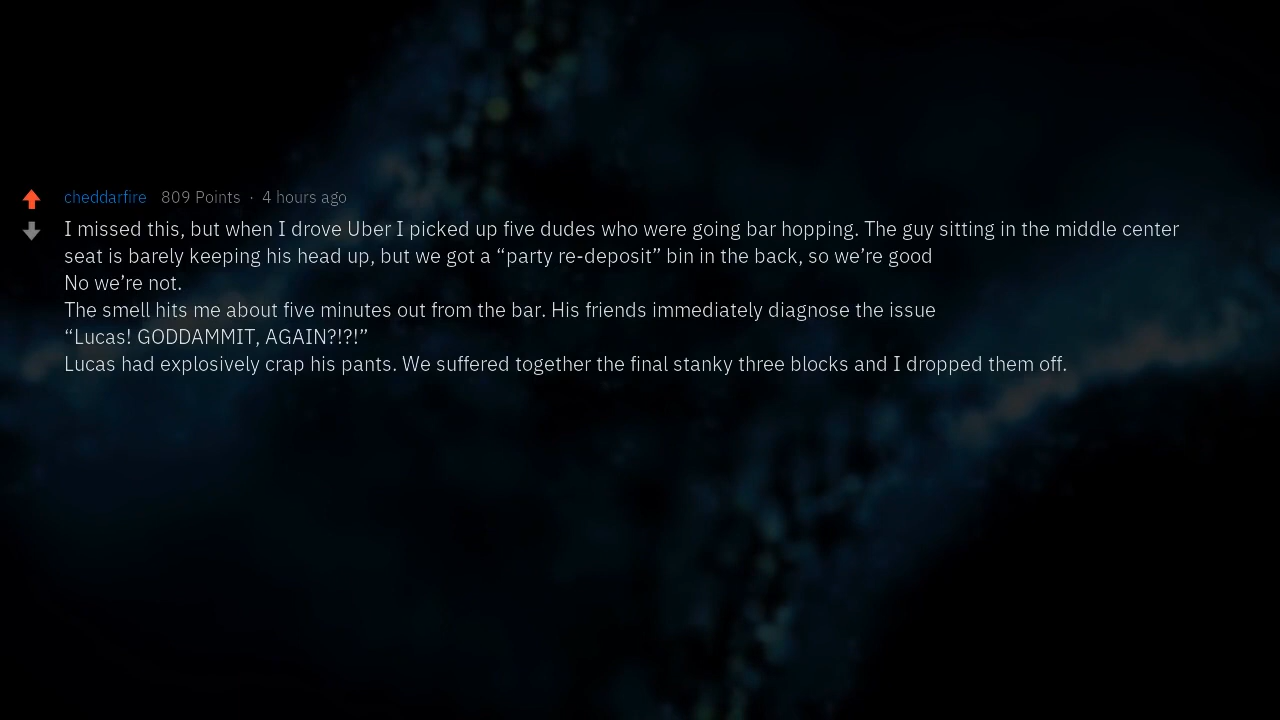 cheddarfire 809 Points · 4 hours ago
I missed this, but when I drove Uber I picked up five dudes who were going bar hopping. The guy sitting in the middle center
seat is barely keeping his head up, but we got a “party re-deposit” bin in the back, so we’re good
No we’re not.
The smell hits me about five minutes out from the bar. His friends immediately diagnose the issue
“Lucas! GODDAMMIT, AGAIN?!?!”
Lucas had explosively crap his pants. We suffered together the final stanky three blocks and I dropped them off.